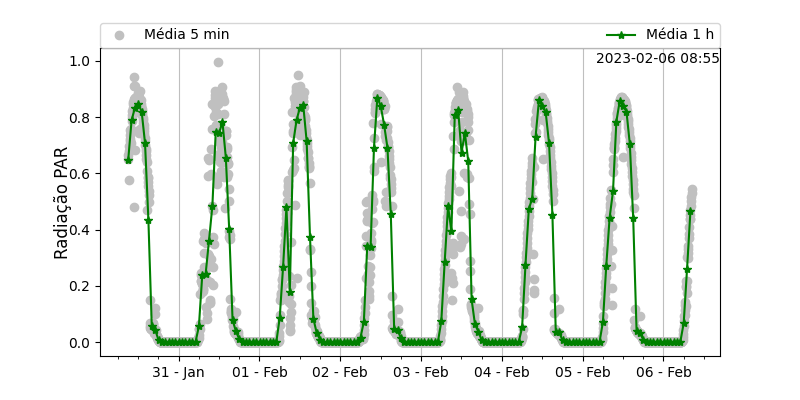 Média 5 min
Média 1 h
2023-02-06 08:55
Radiação PAR
1.0
0.8
0.6
0.4
0.2
0.0
31 - Jan
01 - Feb
02 - Feb
03 - Feb
04 - Feb
05 - Feb
06 - Feb